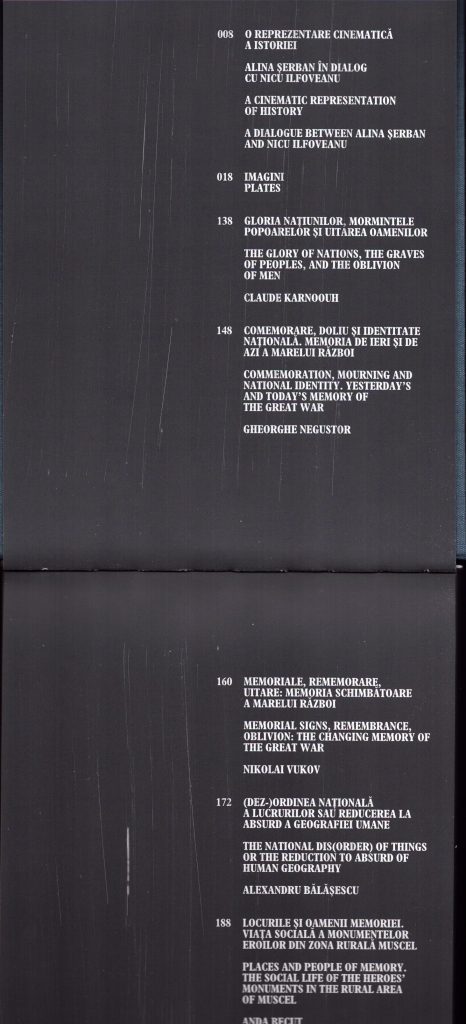 008 O REPREZENTARE CINEMATICĂ
A ISTORIEI
ALINA ȘERBAN ÎN DIALOG
CU NICU ILFOVEANU
A CINEMATIC REPRESENTATION
OF HISTORY
A DIALOGUE BETWEEN ALINA ȘERBAN
AND NICU ILFOVEANU
018 IMAGINI
PLATES
138 GLORIA NAȚIUNILOR, MORMINTELE
POPOARELOR ȘI UITAREA OAMENILOR
THE GLORY OF NATIONS, THE GRAVES
OF PEOPLES, AND THE OBLIVION
OF MEN
CLAUDE KARNOOUH
148 COMEMORARE, DOLIU ȘI IDENTITATE
NAȚIONALĂ. MEMORIA DE IERI ȘI DE
AZI A MARELUI RĂZBOI
COMMEMORATION, MOURNING AND
NATIONAL IDENTITY. YESTERDAY'S
AND TODAY'S MEMORY OF
THE GREAT WAR
GHEORGHE NEGUSTOR
160 MEMORIALE, REMEMORARE,
UITARE: MEMORIA SCHIMBĂTOARE
A MARELUI RĂZBOI
MEMORIAL SIGNS, REMEMBRANCE,
OBLIVION: THE CHANGING MEMORY OF
THE GREAT WAR
NIKOLAI VUKOV
172 (DEZ-)ORDINEA NAȚIONALĂ
A LUCRURILOR SAU REDUCEREA LA
ABSURD A GEOGRAFIEI UMANE
THE NATIONAL DIS(ORDER) OF THINGS
OR THE REDUCTION TO ABSURD OF
HUMAN GEOGRAPHY
ALEXANDRU BĂLĂȘESCU
188 LOCURILE ȘI OAMENII MEMORIEI.
VIAȚA SOCIALĂ A MONUMENTELOR
EROILOR DIN ZONA RURALĂ MUSCEL
PLACES AND PEOPLE OF MEMORY.
THE SOCIAL LIFE OF THE HEROES'
MONUMENTS IN THE RURAL AREA
OF MUSCEL
ANDA BECUT